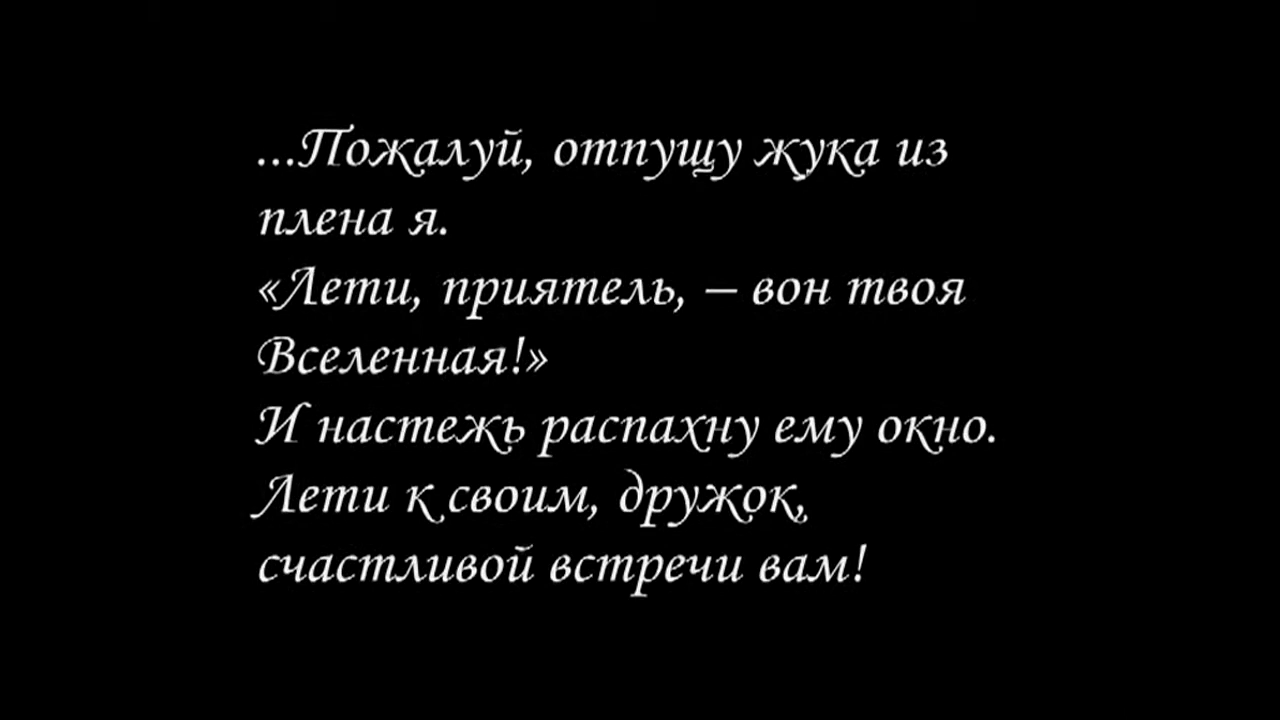 ...Пожалуй, отпущу жука из
плена я.
«Лети, приятель, – вон твоя
Вселенная!»
И настежь распахну ему окно.
Лети к своим, дружок,
счастливой встречи вам!